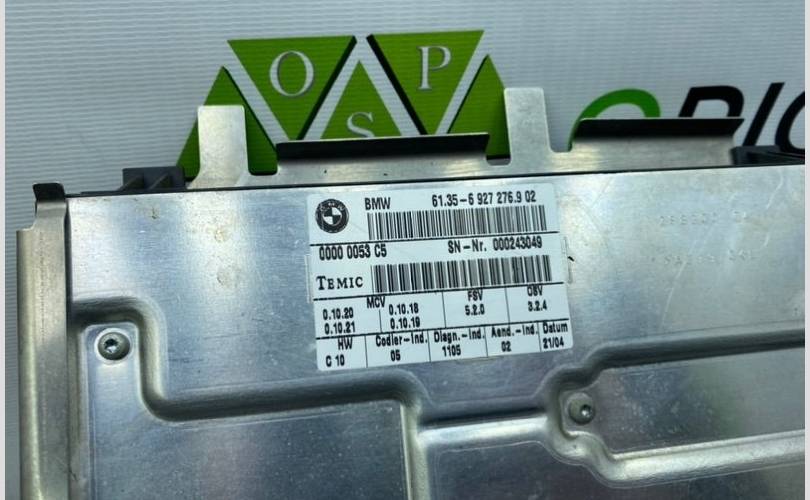 O P
S
BMW 61.35-6 927 276.9 02
0000 0053 C5 SN-Nr. 000243049
TEMIC
MCV FSV OSV
0.10.20 0.10.18 5.2.0 3.2.4
0.10.21 0.10.19
HW Codier-Ind. Diagn.-Ind. Aend.-Ind. Datum
C 10 05 1105 02 21/04